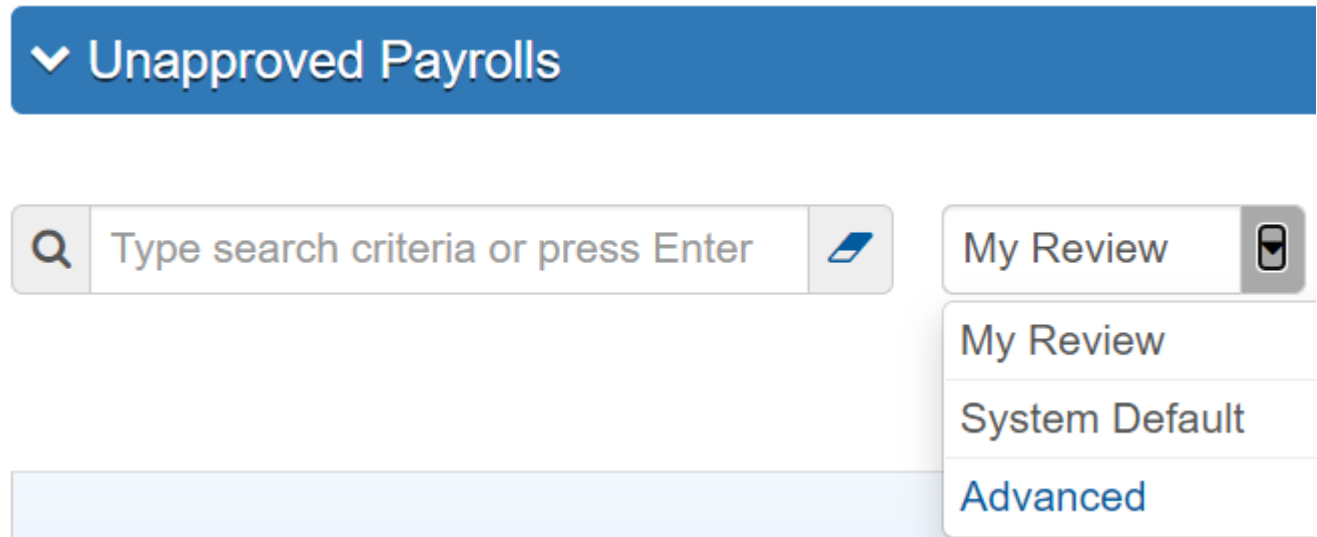 Unapproved Payrolls
Type search criteria or press Enter
My Review
My Review
System Default
Advanced